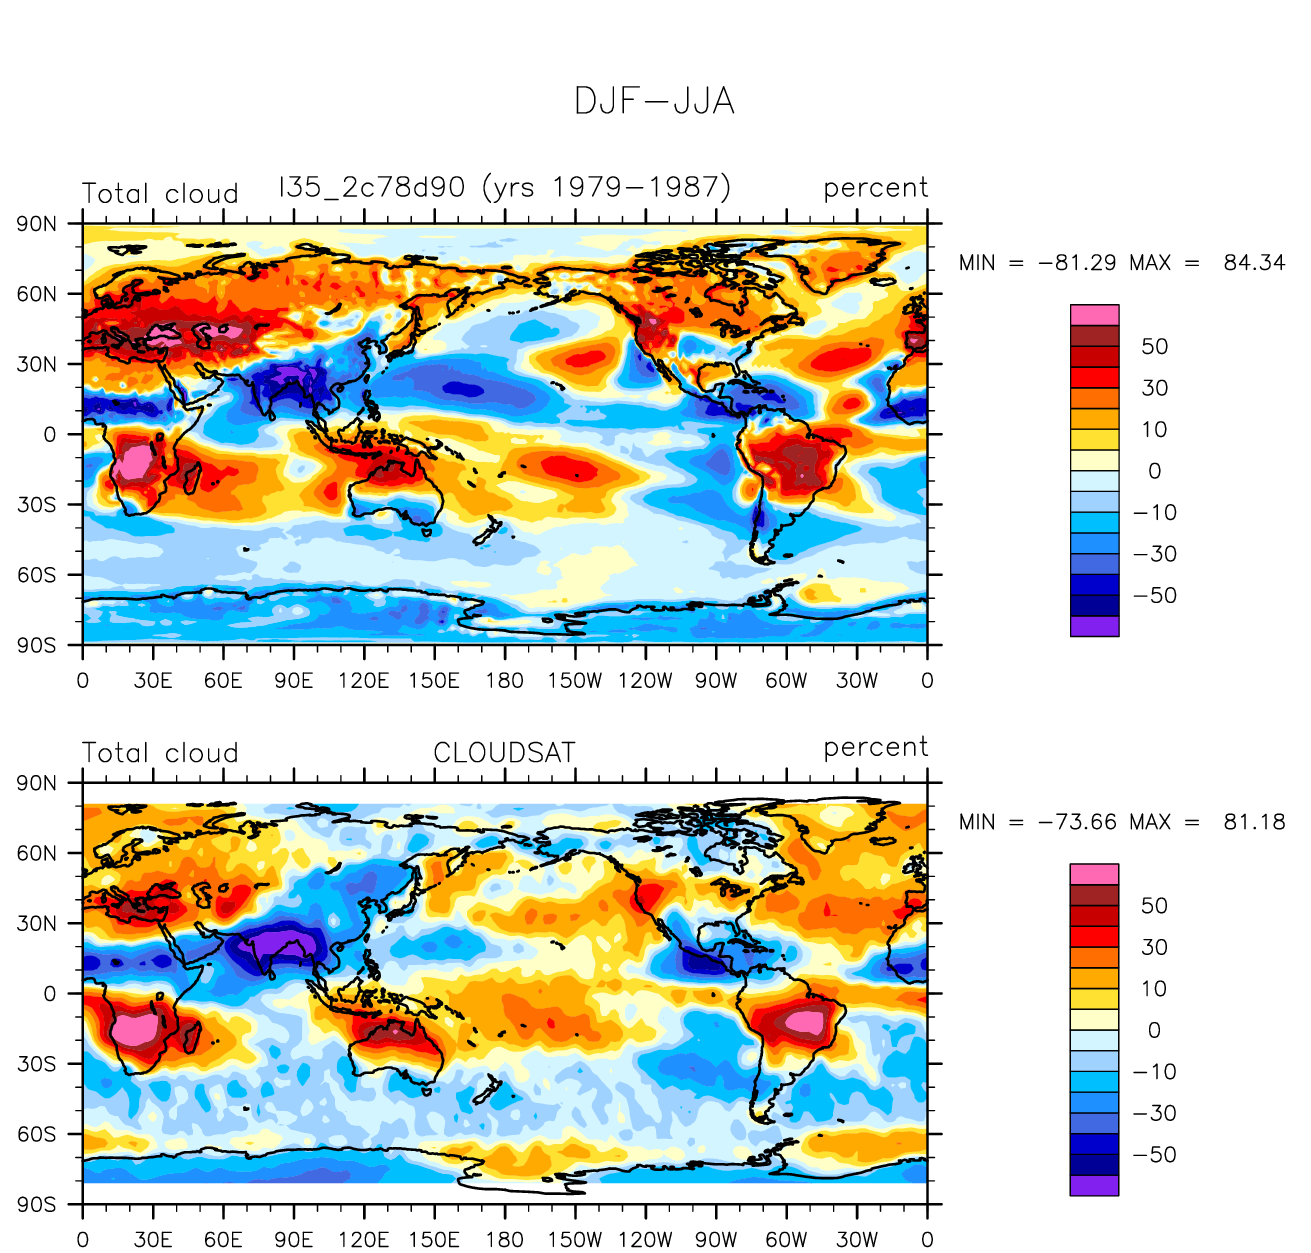 DJF−JJA
Total cloud I35_2c78d90 (yrs 1979−1987) percent
MIN = −81.29 MAX = 84.34
90N
60N
30N
0
30S
60S
90S
0 30E 60E 90E 120E 150E 180 150W 120W 90W 60W 30W 0
50
30
10
0
−10
−30
−50
Total cloud CLOUDSAT percent
MIN = −73.66 MAX = 81.18
90N
60N
30N
0
30S
60S
90S
0 30E 60E 90E 120E 150E 180 150W 120W 90W 60W 30W 0
50
30
10
0
−10
−30
−50